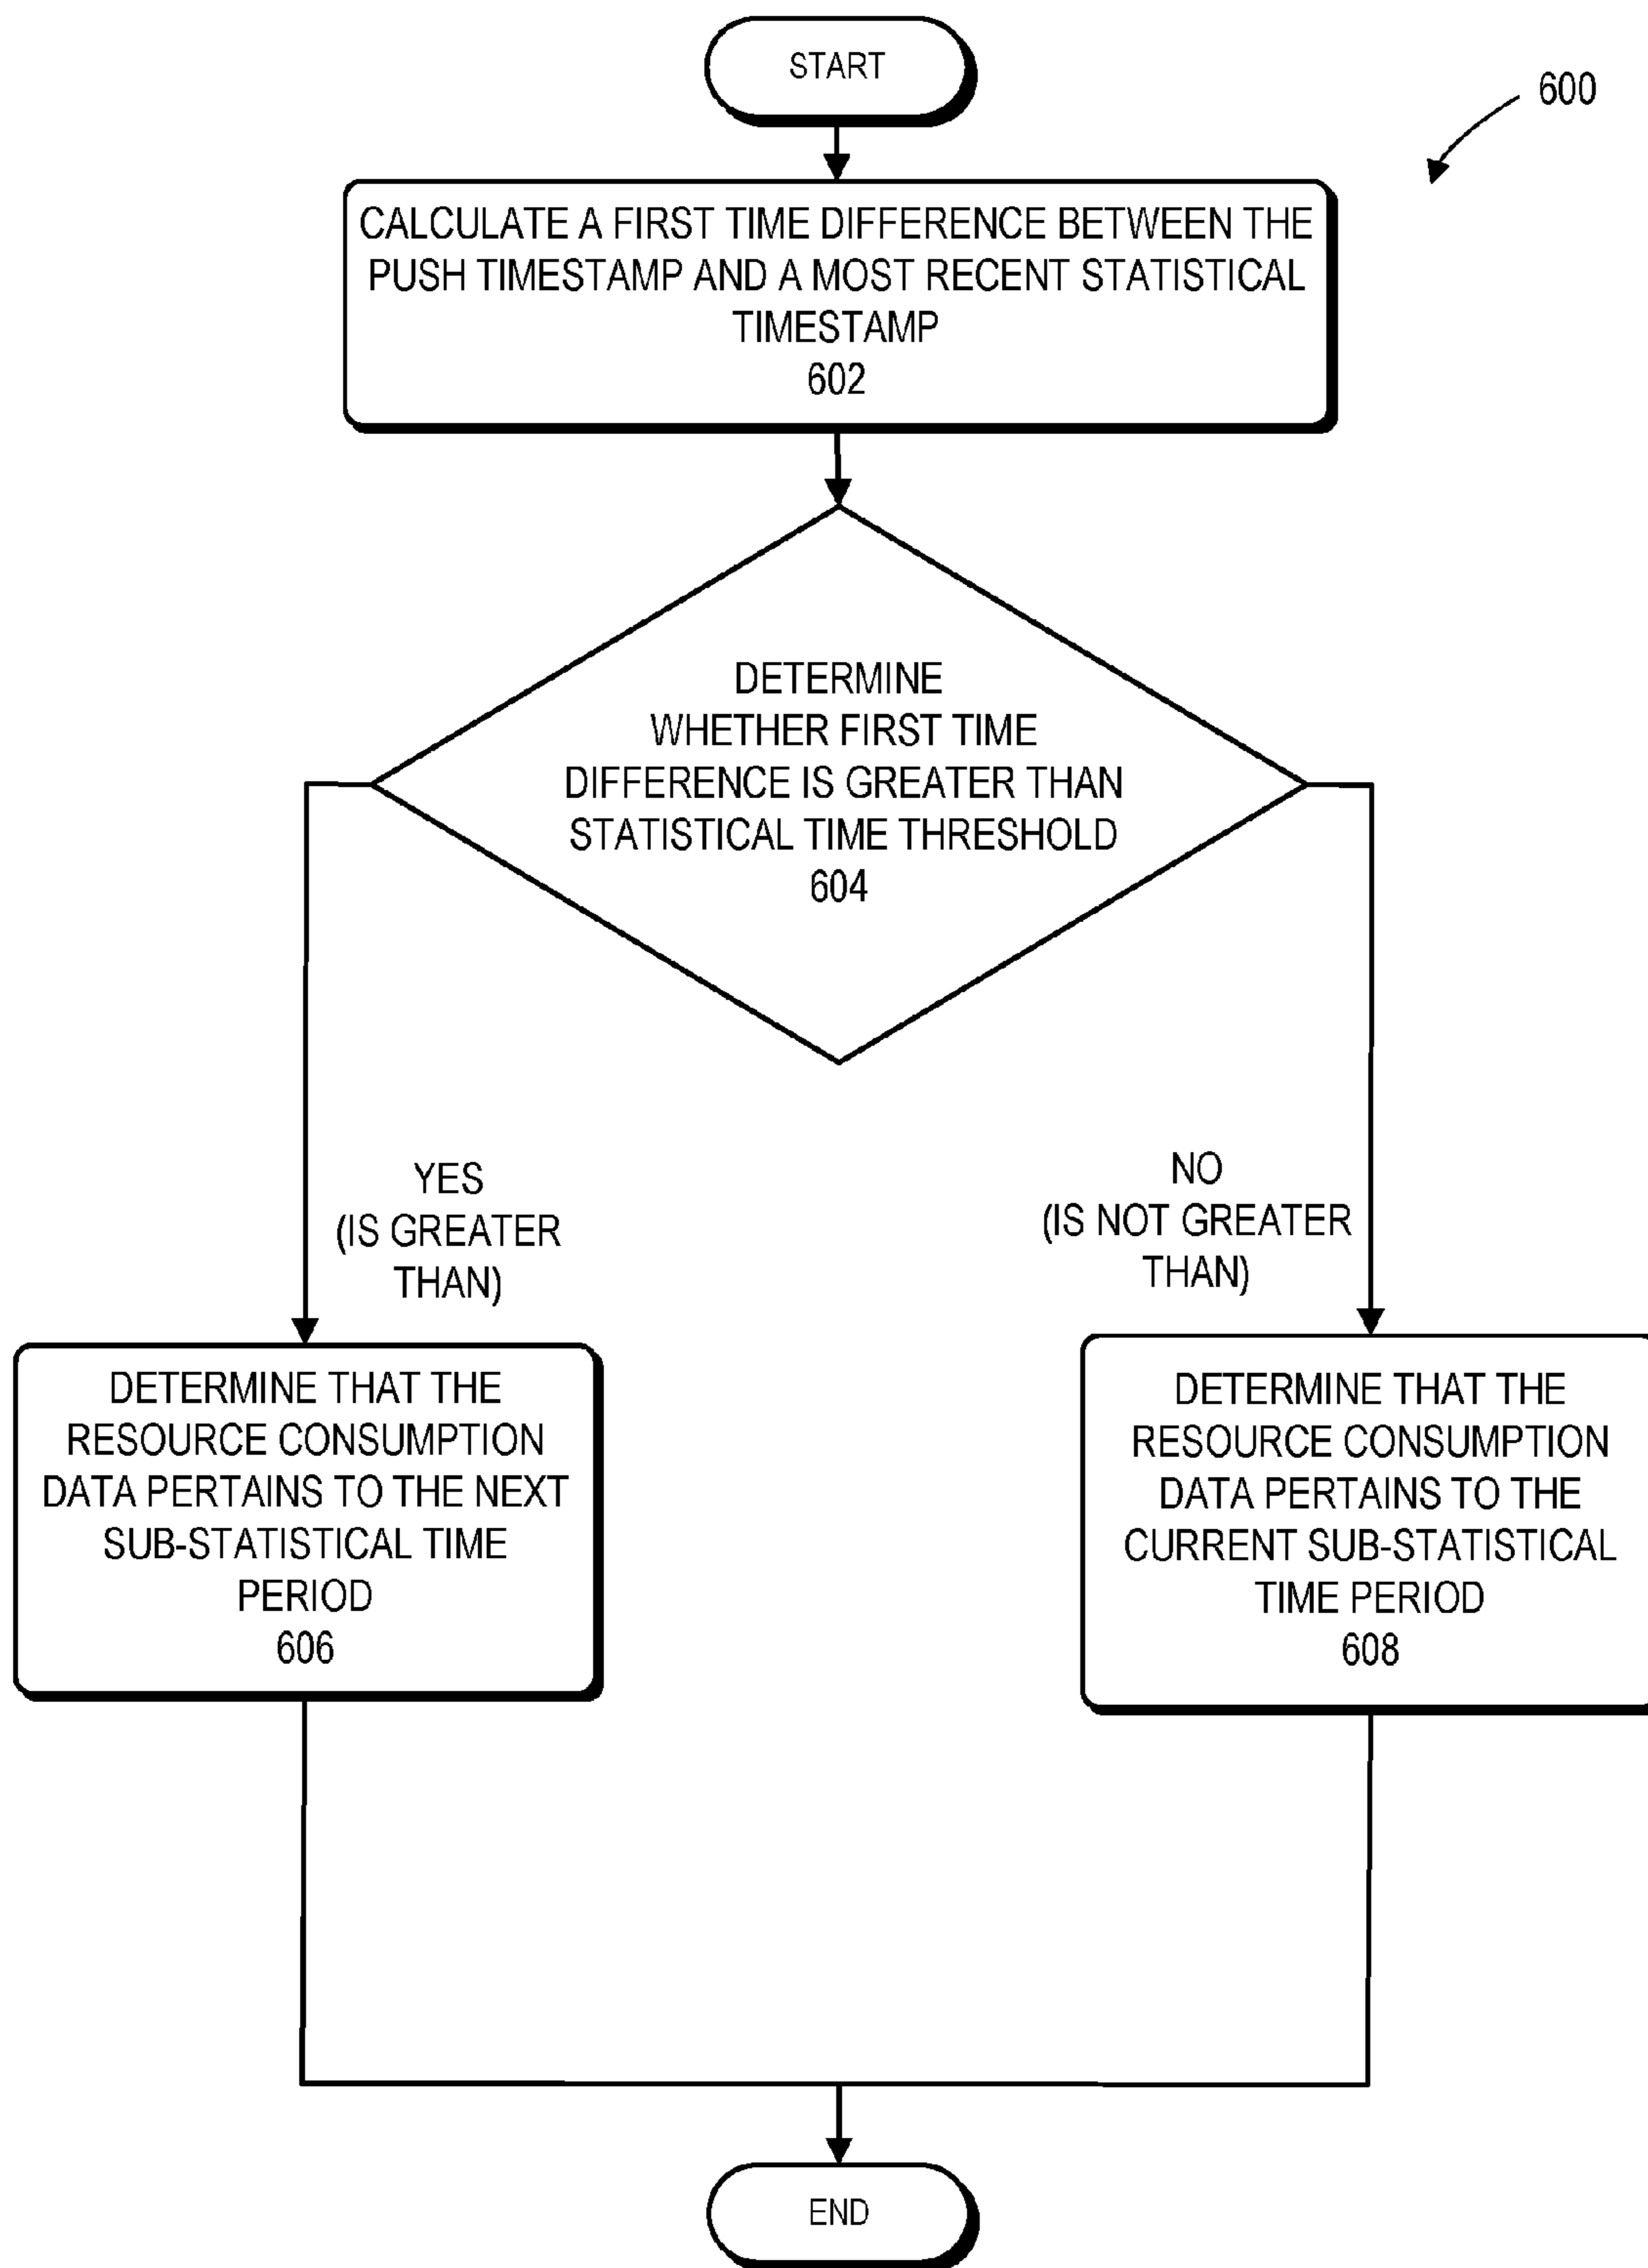 START
600
CALCULATE A FIRST TIME DIFFERENCE BETWEEN THE
PUSH TIMESTAMP AND A MOST RECENT STATISTICAL
TIMESTAMP
602
DETERMINE
WHETHER FIRST TIME
DIFFERENCE IS GREATER THAN
STATISTICAL TIME THRESHOLD
604
YES
(IS GREATER
THAN)
NO
(IS NOT GREATER
THAN)
DETERMINE THAT THE
RESOURCE CONSUMPTION
DATA PERTAINS TO THE NEXT
SUB-STATISTICAL TIME
PERIOD
606
DETERMINE THAT THE
RESOURCE CONSUMPTION
DATA PERTAINS TO THE
CURRENT SUB-STATISTICAL
TIME PERIOD
608
END